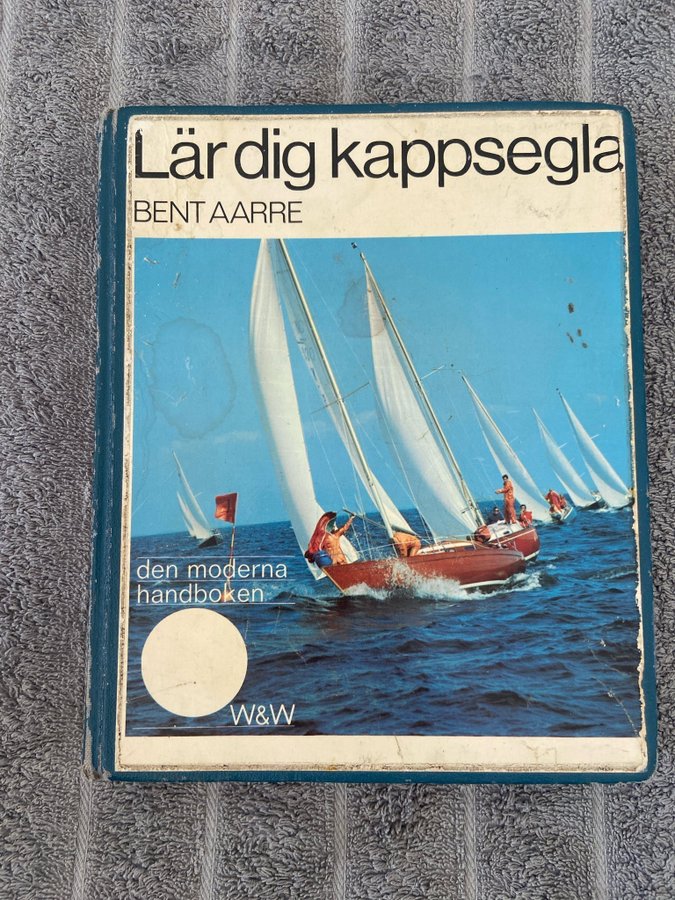 Lär dig kappsegla
BENT AARRE
den moderna
handboken
W&W